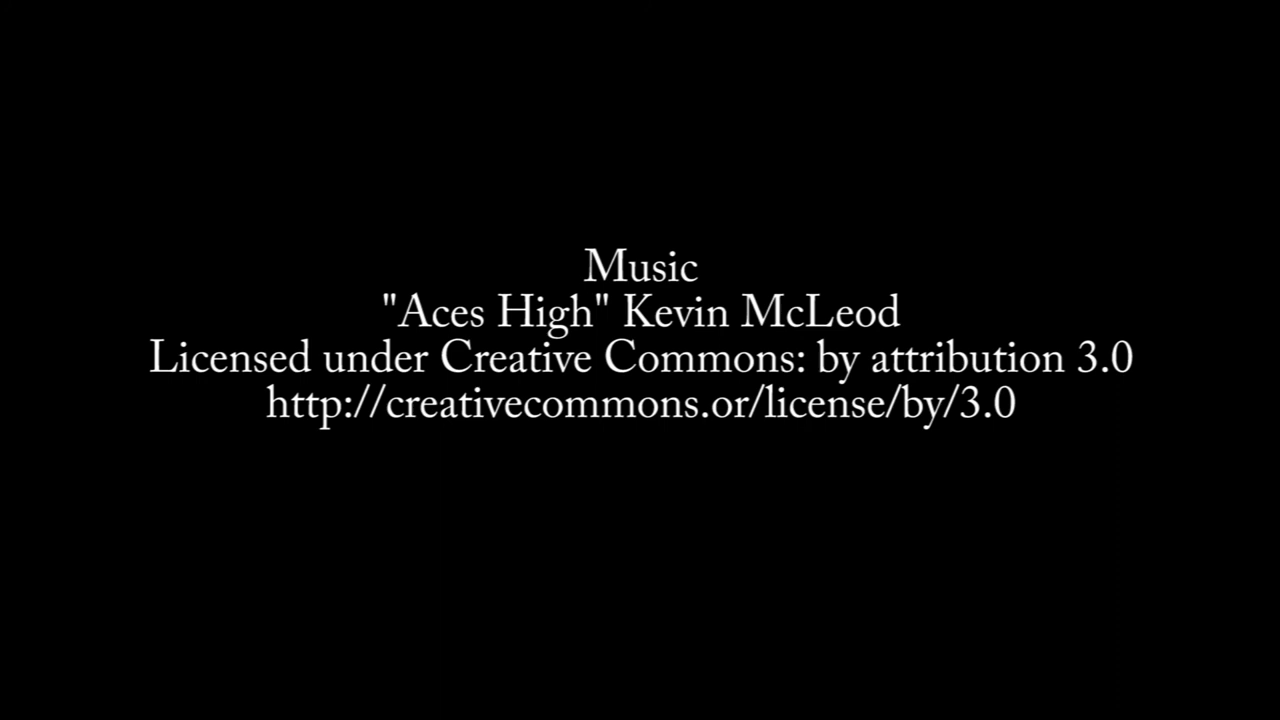 Music
"Aces High" Kevin McLeod
Licensed under Creative Commons: by attribution 3.0
http://creativecommons.or/license/by/3.0